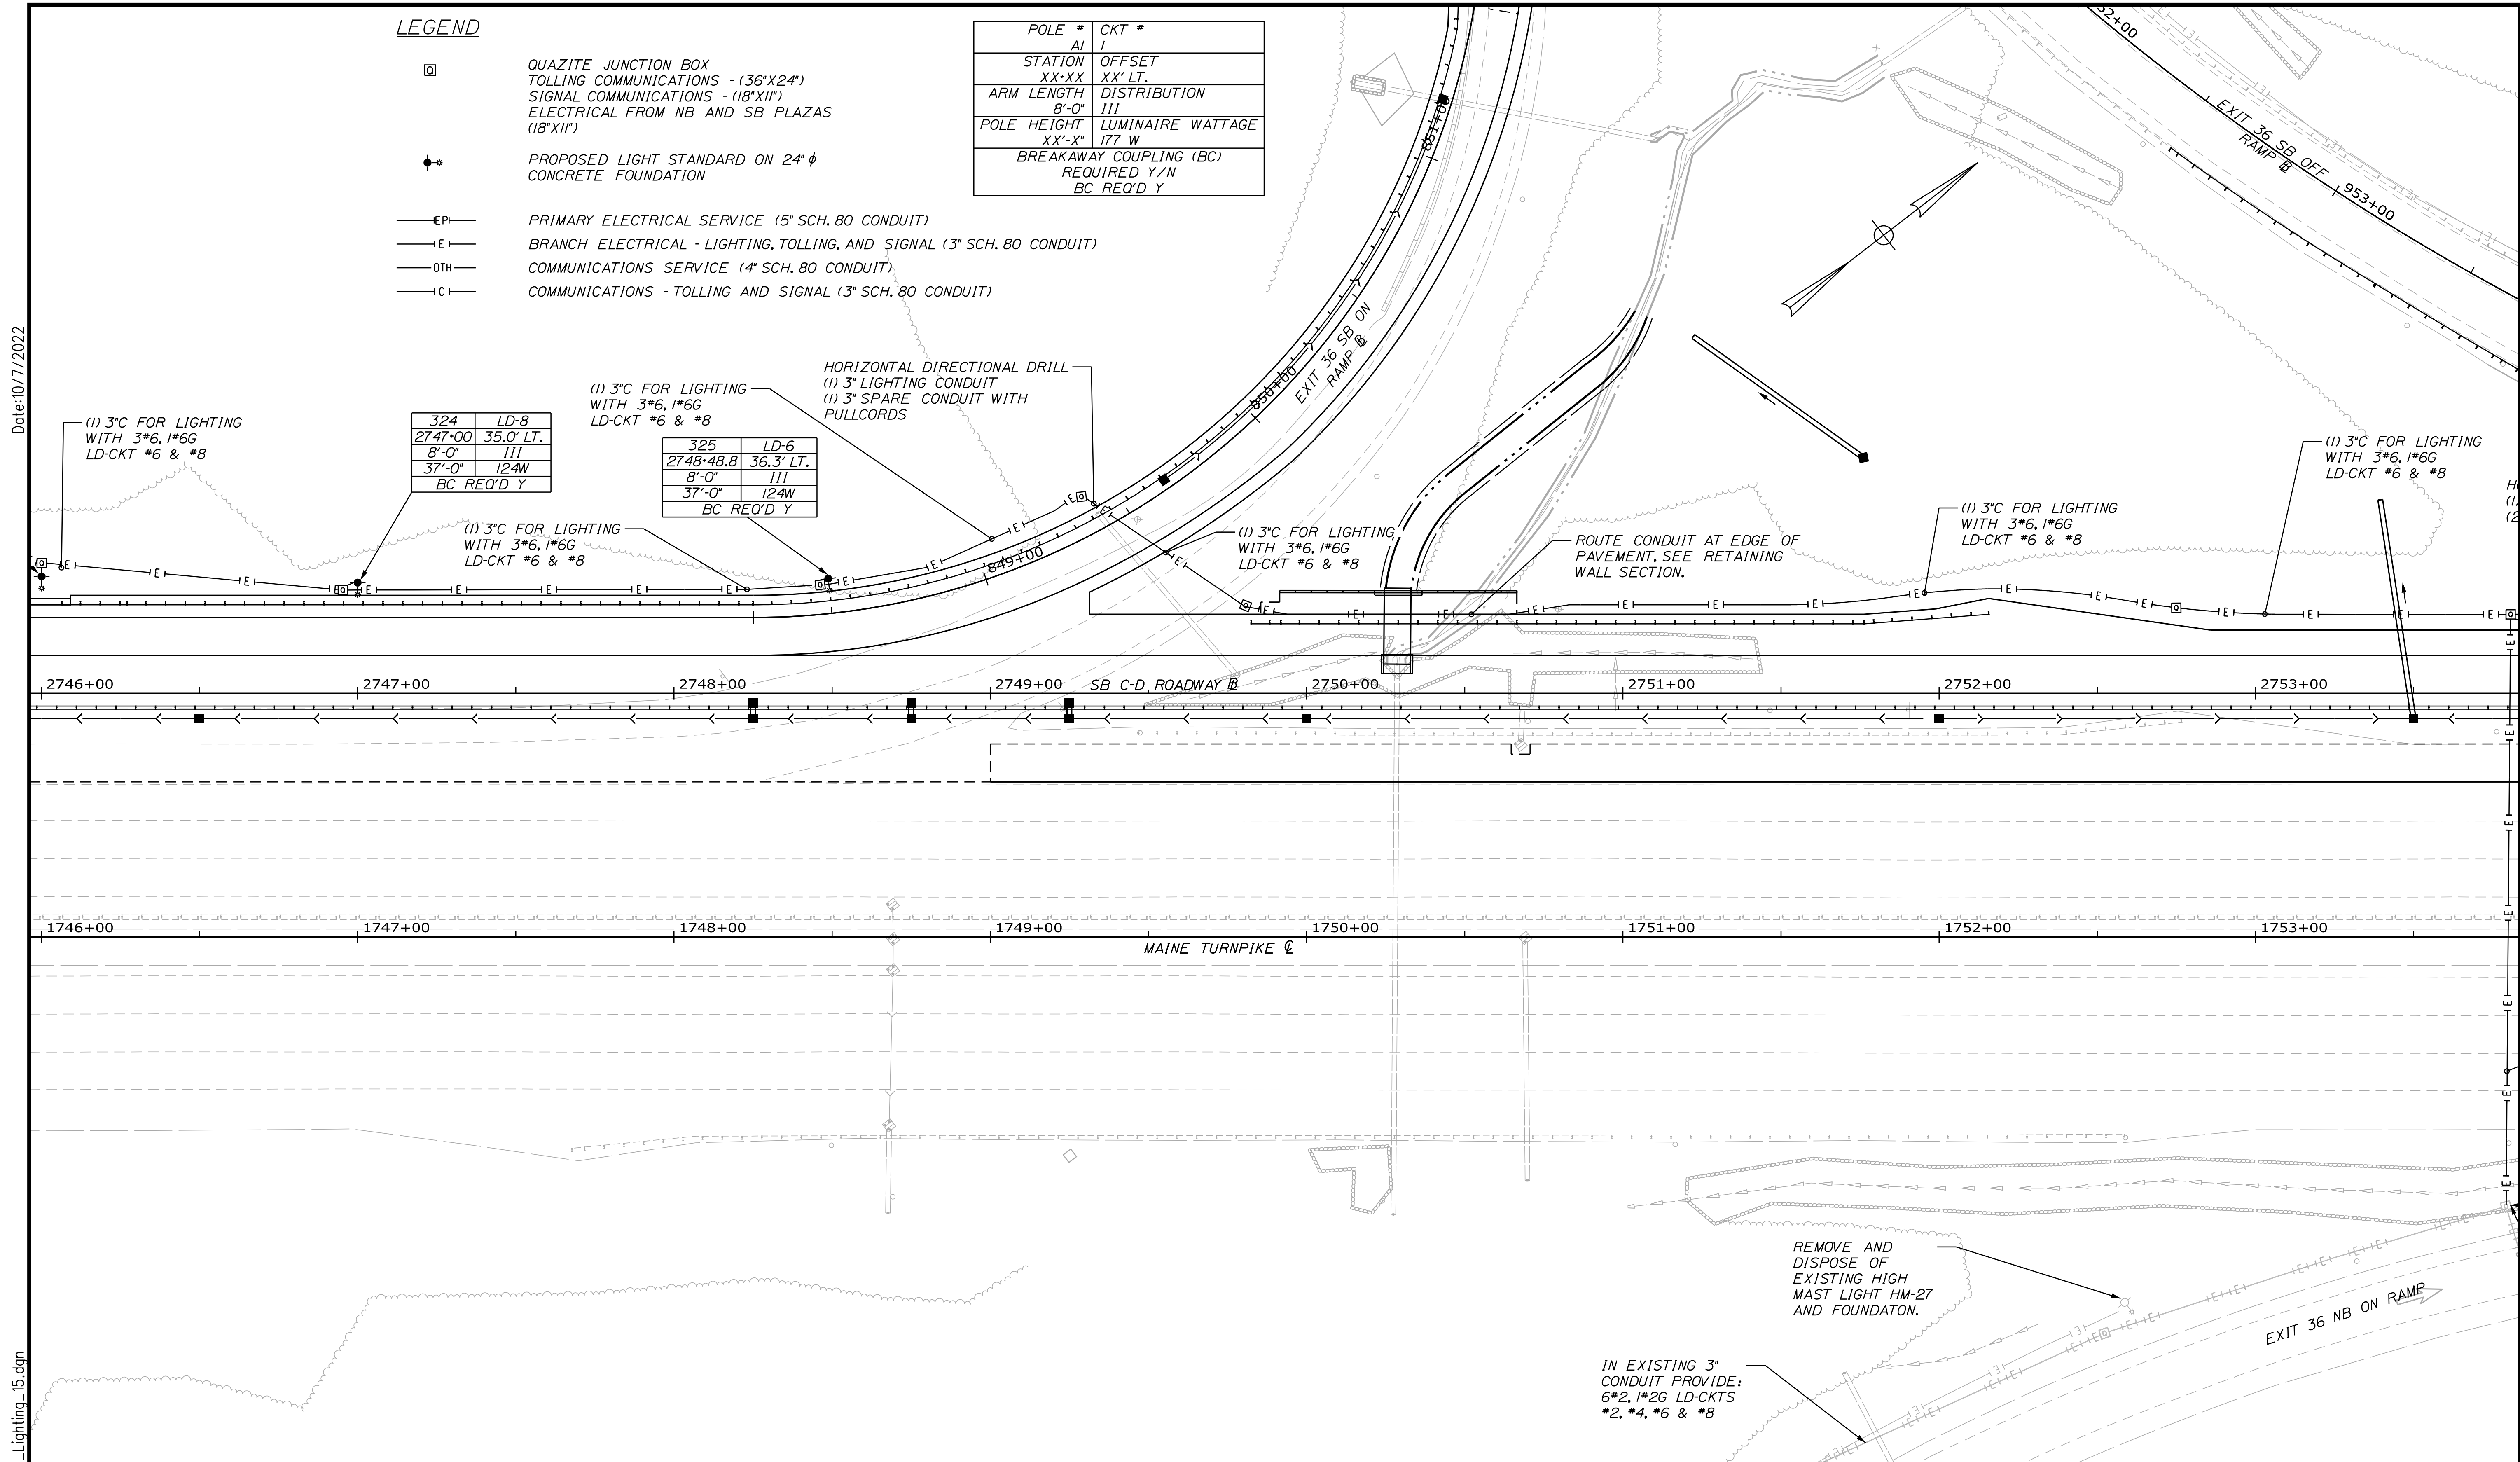 LEGEND
QUAZITE JUNCTION BOX
TOLLING COMMUNICATIONS - (36"X24")
SIGNAL COMMUNICATIONS - (18"X11")
ELECTRICAL FROM NB AND SB PLAZAS
(18"X11")
PROPOSED LIGHT STANDARD ON 24" ϕ
CONCRETE FOUNDATION
EP PRIMARY ELECTRICAL SERVICE (5" SCH. 80 CONDUIT)
E BRANCH ELECTRICAL - LIGHTING, TOLLING, AND SIGNAL (3" SCH. 80 CONDUIT)
OTH COMMUNICATIONS SERVICE (4" SCH. 80 CONDUIT)
C COMMUNICATIONS - TOLLING AND SIGNAL (3" SCH. 80 CONDUIT)
POLE # CKT #
A1 1
STATION OFFSET
XX+XX XX' LT.
ARM LENGTH DISTRIBUTION
8'-0" III
POLE HEIGHT LUMINAIRE WATTAGE
XX'-X" 177 W
BREAKAWAY COUPLING (BC)
REQUIRED Y/N
BC REQ'D Y
851+00
EXIT 36 SB ON
RAMP BL
850+00
849+00
952+00
EXIT 36 SB OFF
RAMP BL
953+00
Date:10/7/2022
(1) 3"C FOR LIGHTING
WITH 3#6, 1#6G
LD-CKT #6 & #8
324 LD-8
2747+00 35.0' LT.
8'-0" III
37'-0" 124W
BC REQ'D Y
(1) 3"C FOR LIGHTING
WITH 3#6, 1#6G
LD-CKT #6 & #8
(1) 3"C FOR LIGHTING
WITH 3#6, 1#6G
LD-CKT #6 & #8
325 LD-6
2748+48.8 36.3' LT.
8'-0" III
37'-0" 124W
BC REQ'D Y
HORIZONTAL DIRECTIONAL DRILL
(1) 3" LIGHTING CONDUIT
(1) 3" SPARE CONDUIT WITH
PULLCORDS
(1) 3"C FOR LIGHTING
WITH 3#6, 1#6G
LD-CKT #6 & #8
ROUTE CONDUIT AT EDGE OF
PAVEMENT, SEE RETAINING
WALL SECTION.
(1) 3"C FOR LIGHTING
WITH 3#6, 1#6G
LD-CKT #6 & #8
(1) 3"C FOR LIGHTING
WITH 3#6, 1#6G
LD-CKT #6 & #8
2746+00 2747+00 2748+00 2749+00 SB C-D ROADWAY BL 2750+00 2751+00 2752+00 2753+00
1746+00 1747+00 1748+00 1749+00 1750+00 1751+00 1752+00 1753+00
MAINE TURNPIKE CL
REMOVE AND
DISPOSE OF
EXISTING HIGH
MAST LIGHT HM-27
AND FOUNDATON.
IN EXISTING 3"
CONDUIT PROVIDE:
6#2, 1#2G LD-CKTS
#2, #4, #6 & #8
EXIT 36 NB ON RAMP
_Lighting_15.dgn